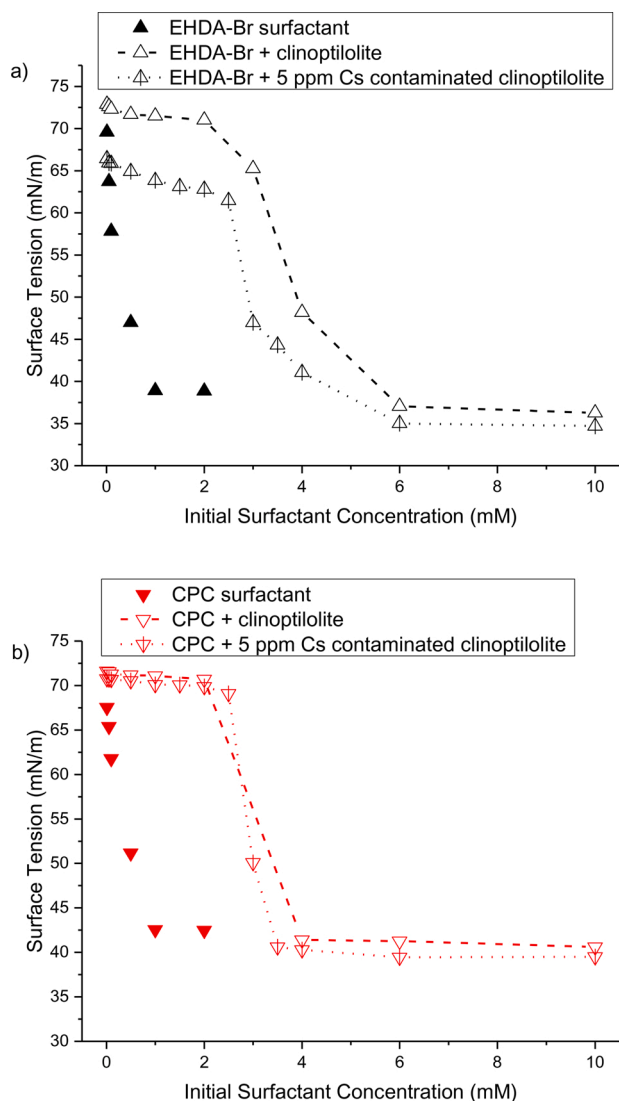 EHDA-Br surfactant
EHDA-Br + clinoptilolite
EHDA-Br + 5 ppm Cs contaminated clinoptilolite
a)
75
70
65
60
55
50
45
40
35
30
Surface Tension (mN/m)
0 2 4 6 8 10
Initial Surfactant Concentration (mM)
CPC surfactant
CPC + clinoptilolite
CPC + 5 ppm Cs contaminated clinoptilolite
b)
75
70
65
60
55
50
45
40
35
30
Surface Tension (mN/m)
0 2 4 6 8 10
Initial Surfactant Concentration (mM)